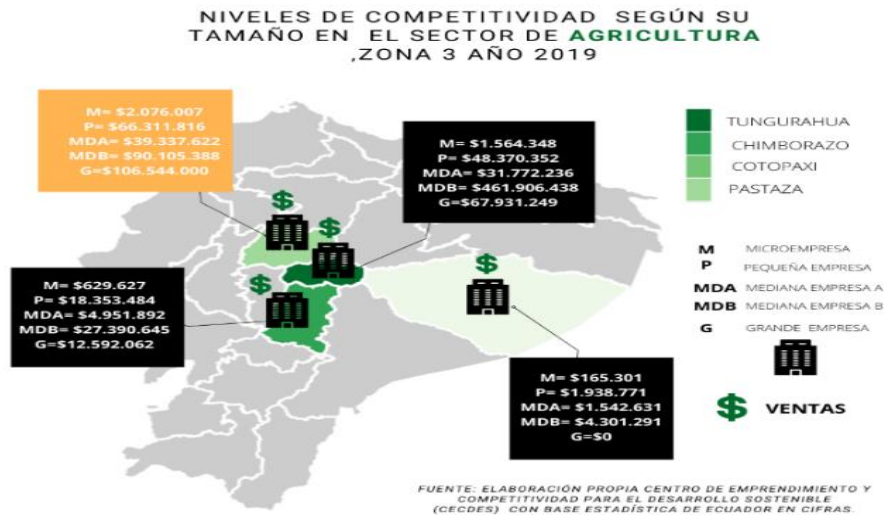 NIVELES DE COMPETITIVIDAD SEGÚN SU
TAMAÑO EN EL SECTOR DE AGRICULTURA
,ZONA 3 AÑO 2019
M= $2.076.007
P= $66.311.816
MDA= $39.337.622
MDB= $90.105.388
G=$106.544.000
M= $1.564.348
P= $48.370.352
MDA= $31.772.236
MDB= $461.906.438
G=$67.931.249
TUNGURAHUA
CHIMBORAZO
COTOPAXI
PASTAZA
M MICROEMPRESA
P PEQUEÑA EMPRESA
MDA MEDIANA EMPRESA A
MDB MEDIANA EMPRESA B
G GRANDE EMPRESA
$ VENTAS
$
$
$
$
M= $629.627
P= $18.353.484
MDA= $4.951.892
MDB= $27.390.645
G=$12.592.062
M= $165.301
P= $1.938.771
MDA= $1.542.631
MDB= $4.301.291
G=$0
FUENTE: ELABORACIÓN PROPIA CENTRO DE EMPRENDIMIENTO Y
COMPETITIVIDAD PARA EL DESARROLLO SOSTENIBLE
(CECDES) CON BASE ESTADÍSTICA DE ECUADOR EN CIFRAS.